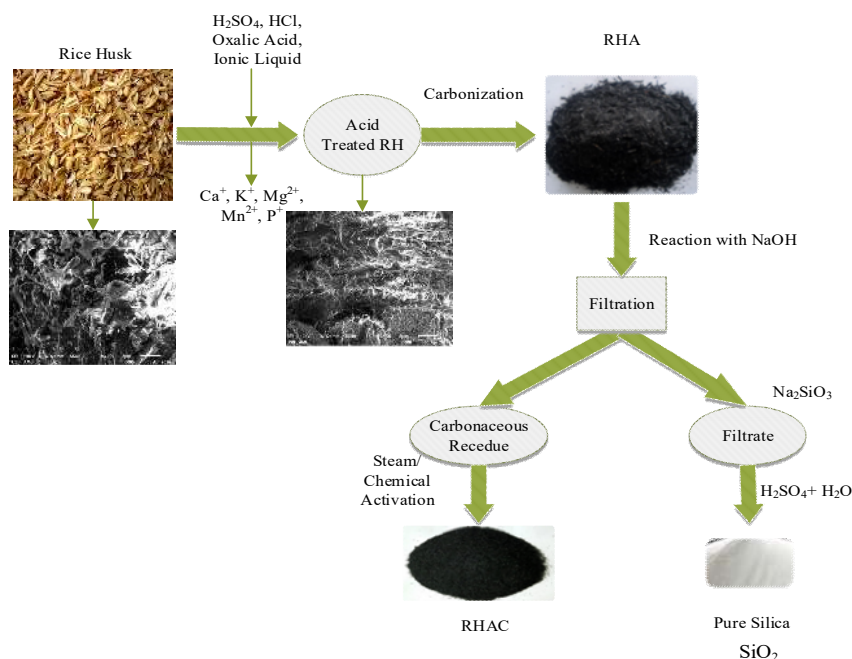 H₂SO₄, HCl,
Oxalic Acid,
Ionic Liquid
Rice Husk
RHA
Carbonization
Acid
Treated RH
Ca⁺, K⁺, Mg²⁺,
Mn²⁺, P⁺
Reaction with NaOH
Filtration
Na₂SiO₃
Carbonaceous
Recedue
Filtrate
Steam/
Chemical
Activation
H₂SO₄+ H₂O
RHAC
Pure Silica
SiO₂